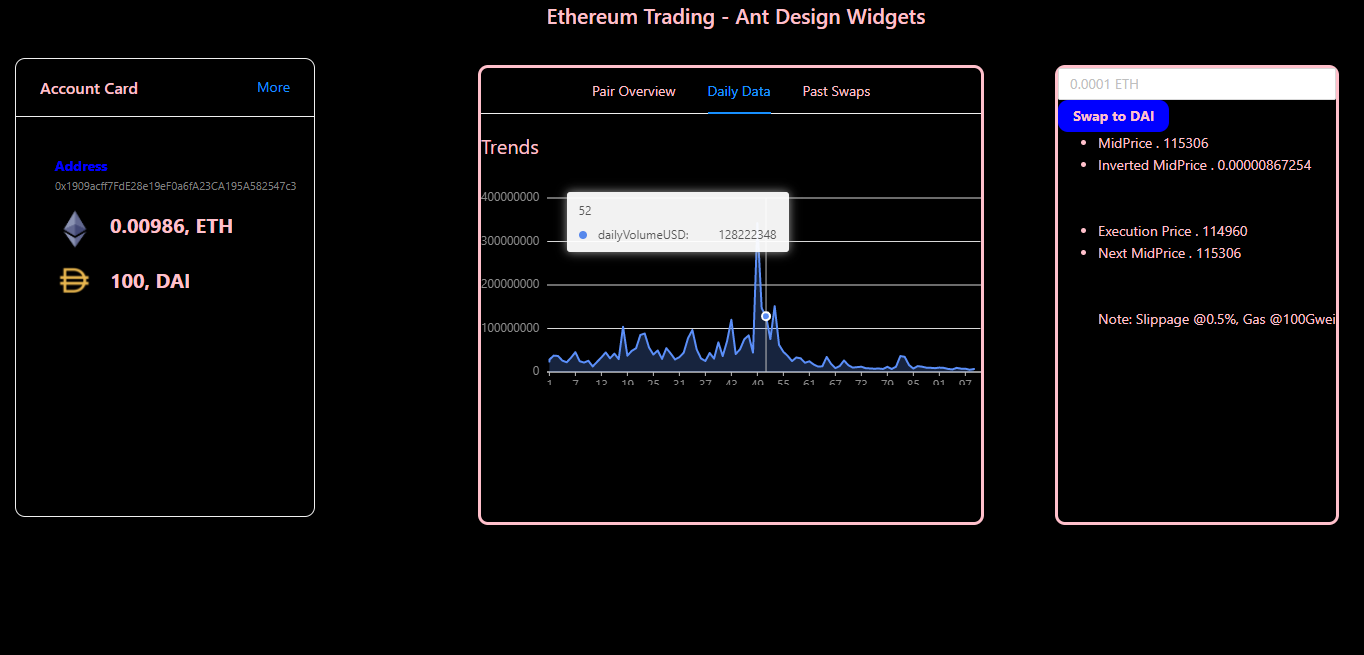 Ethereum Trading - Ant Design Widgets
Account Card
More
Address
0x1909acff7FdE28e19eF0a6fA23CA195A582547c3
0.00986, ETH
100, DAI
Pair Overview
Daily Data
Past Swaps
Trends
400000000
300000000
200000000
100000000
0
52
dailyVolumeUSD: 128222348
1 7 13 19 25 31 37 43 49 55 61 67 73 79 85 91 97
0.0001 ETH
Swap to DAI
MidPrice . 115306
Inverted MidPrice . 0.00000867254
Execution Price . 114960
Next MidPrice . 115306
Note: Slippage @0.5%, Gas @100Gwei